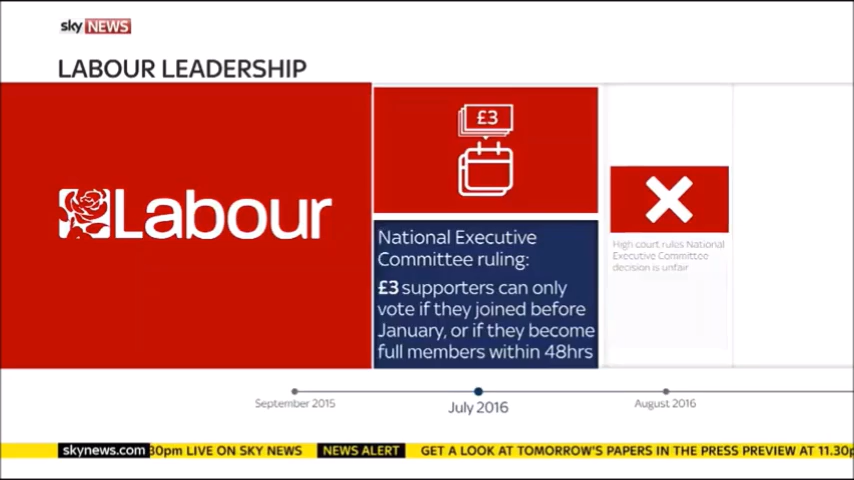 sky NEWS
LABOUR LEADERSHIP
Labour
£3
National Executive
Committee ruling:
£3 supporters can only
vote if they joined before
January, or if they become
full members within 48hrs
High court rules National
Executive Committee
decision is unfair
September 2015
July 2016
August 2016
skynews.com 30pm LIVE ON SKY NEWS NEWS ALERT GET A LOOK AT TOMORROW'S PAPERS IN THE PRESS PREVIEW AT 11.30p